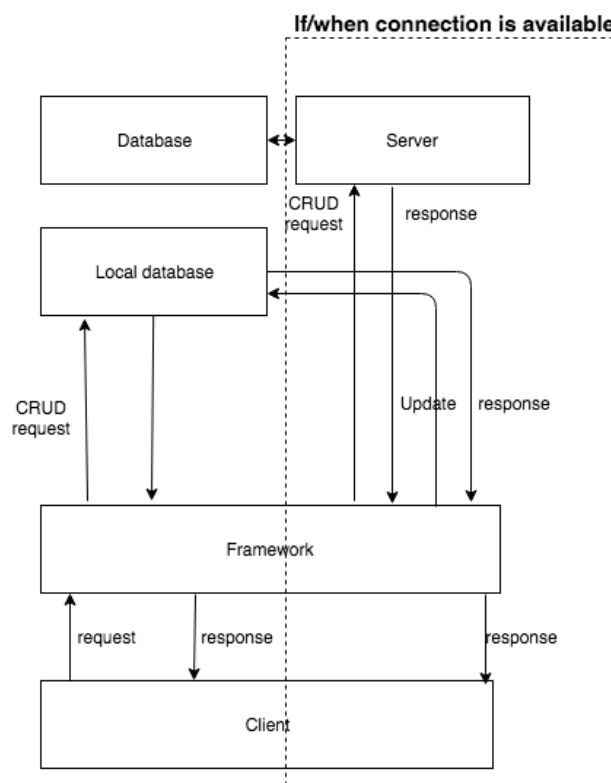 If/when connection is available
Database
Server
CRUD
request
response
Local database
CRUD
request
Update
response
Framework
request
response
response
Client